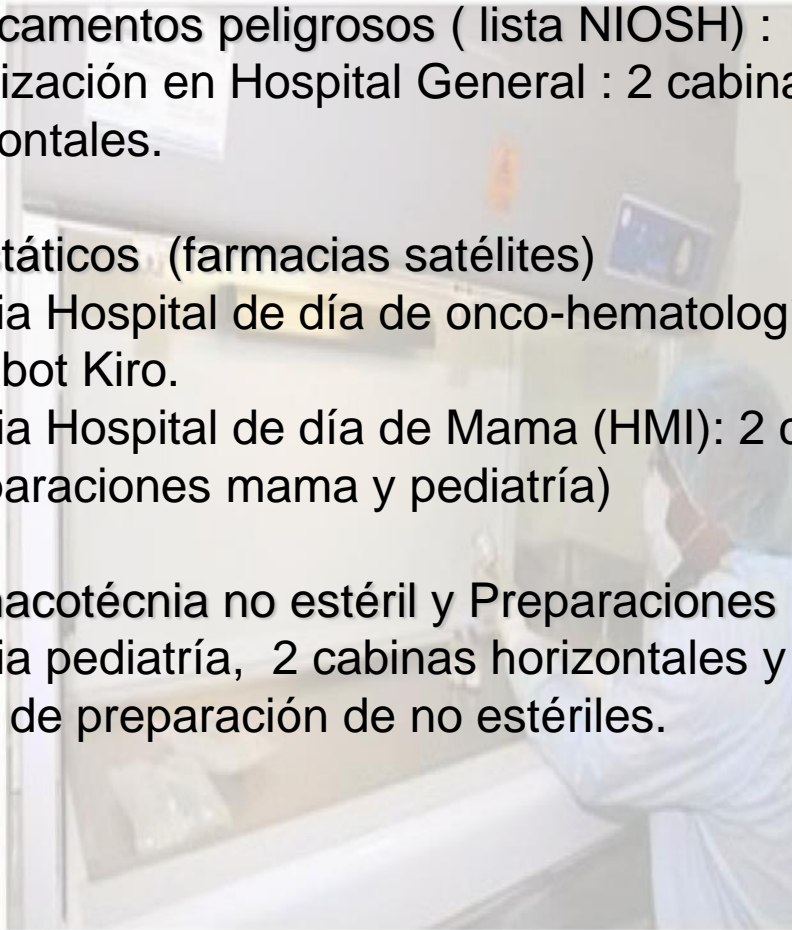 camentos peligrosos ( lista NIOSH) :
ización en Hospital General : 2 cabina
ontales.
táticos (farmacias satélites)
ia Hospital de día de onco-hematolog
bot Kiro.
ia Hospital de día de Mama (HMI): 2 c
paraciones mama y pediatría)
nacotécnia no estéril y Preparaciones
ia pediatría, 2 cabinas horizontales y
de preparación de no estériles.